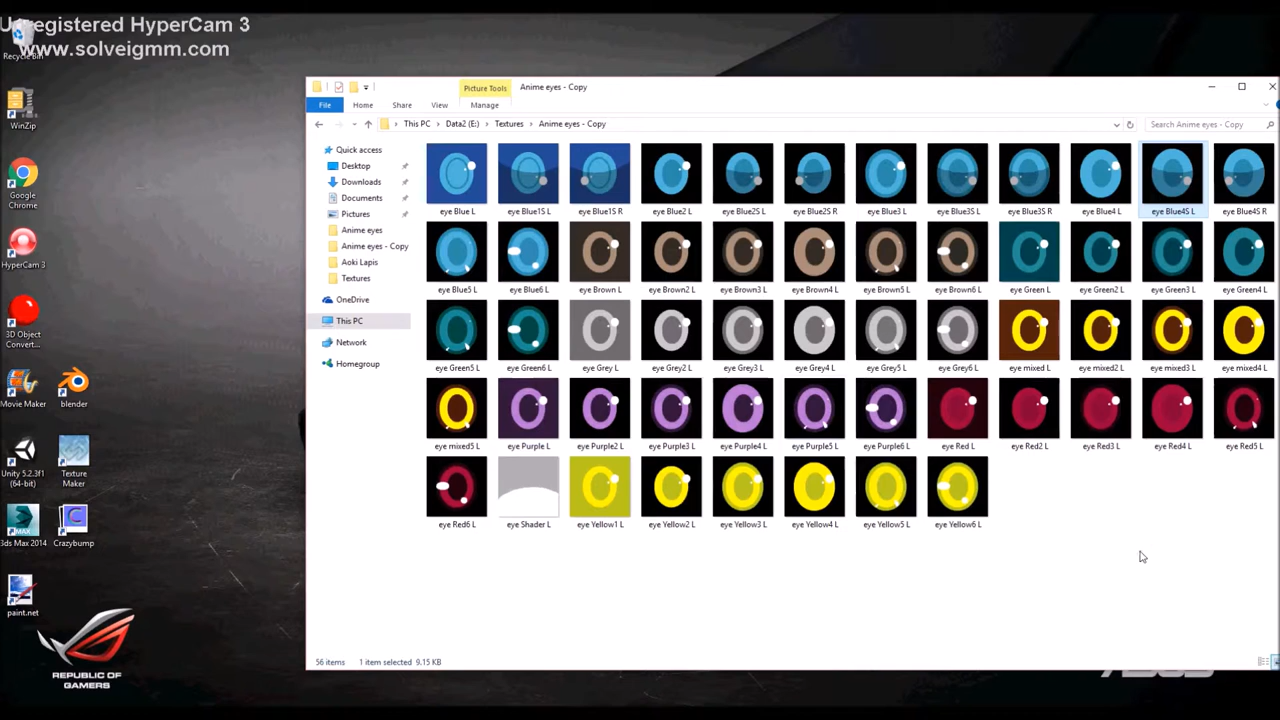 Unregistered HyperCam 3
www.solveigmm.com
Recycle Bin
WinZip
Google Chrome
HyperCam 3
3D Object Convert...
Movie Maker
blender
Unity 5.2.3f1 (64-bit)
Texture Maker
3ds Max 2014
Crazybump
paint.net
REPUBLIC OF
GAMERS
Picture Tools
Anime eyes - Copy
File
Home
Share
View
Manage
This PC
Data2 (E:)
Textures
Anime eyes - Copy
Search Anime eyes - Copy
Quick access
Desktop
Downloads
Documents
Pictures
Anime eyes
Anime eyes - Copy
Aoki Lapis
Textures
OneDrive
This PC
Network
Homegroup
eye Blue L
eye Blue1S L
eye Blue1S R
eye Blue2 L
eye Blue2S L
eye Blue2S R
eye Blue3 L
eye Blue3S L
eye Blue3S R
eye Blue4 L
eye Blue4S L
eye Blue4S R
eye Blue5 L
eye Blue6 L
eye Brown L
eye Brown2 L
eye Brown3 L
eye Brown4 L
eye Brown5 L
eye Brown6 L
eye Green L
eye Green2 L
eye Green3 L
eye Green4 L
eye Green5 L
eye Green6 L
eye Grey L
eye Grey2 L
eye Grey3 L
eye Grey4 L
eye Grey5 L
eye Grey6 L
eye mixed L
eye mixed2 L
eye mixed3 L
eye mixed4 L
eye mixed5 L
eye Purple L
eye Purple2 L
eye Purple3 L
eye Purple4 L
eye Purple5 L
eye Purple6 L
eye Red L
eye Red2 L
eye Red3 L
eye Red4 L
eye Red5 L
eye Red6 L
eye Shader L
eye Yellow1 L
eye Yellow2 L
eye Yellow3 L
eye Yellow4 L
eye Yellow5 L
eye Yellow6 L
56 items
1 item selected 9.15 KB